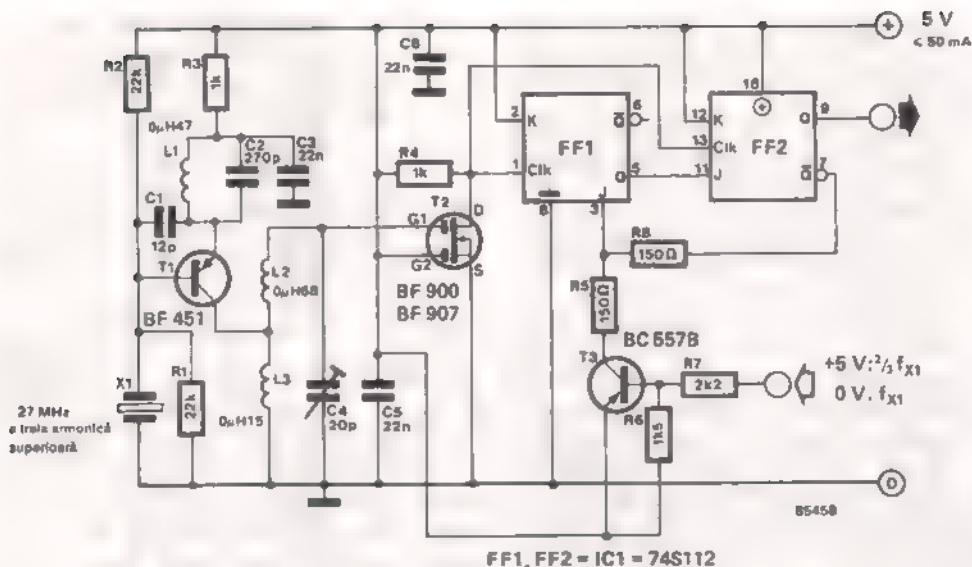 5 V
< 50 mA
R2
22k
R3
1k
C6
22n
0µH47
L1
C2
270p
C3
22n
C1
12p
T1
BF 451
R4
1k
T2
G1
G2
D
S
BF 900
BF 907
L2
0µH68
L3
0µH15
C4
20p
C5
22n
X1
R1
22k
27 MHz
a treia armonică
superioară
2
K
1
Clk
FF1
6
Q
5
Q
8
3
J
16
12
K
13
Clk
11
J
FF2
9
Q
7
Q
R8
150Ω
R5
150Ω
BC 557B
T3
R7
2k2
R6
1k5
+5 V: ²/₃ fX1
0 V. fX1
0
85458
FF1, FF2 = IC1 = 74S112